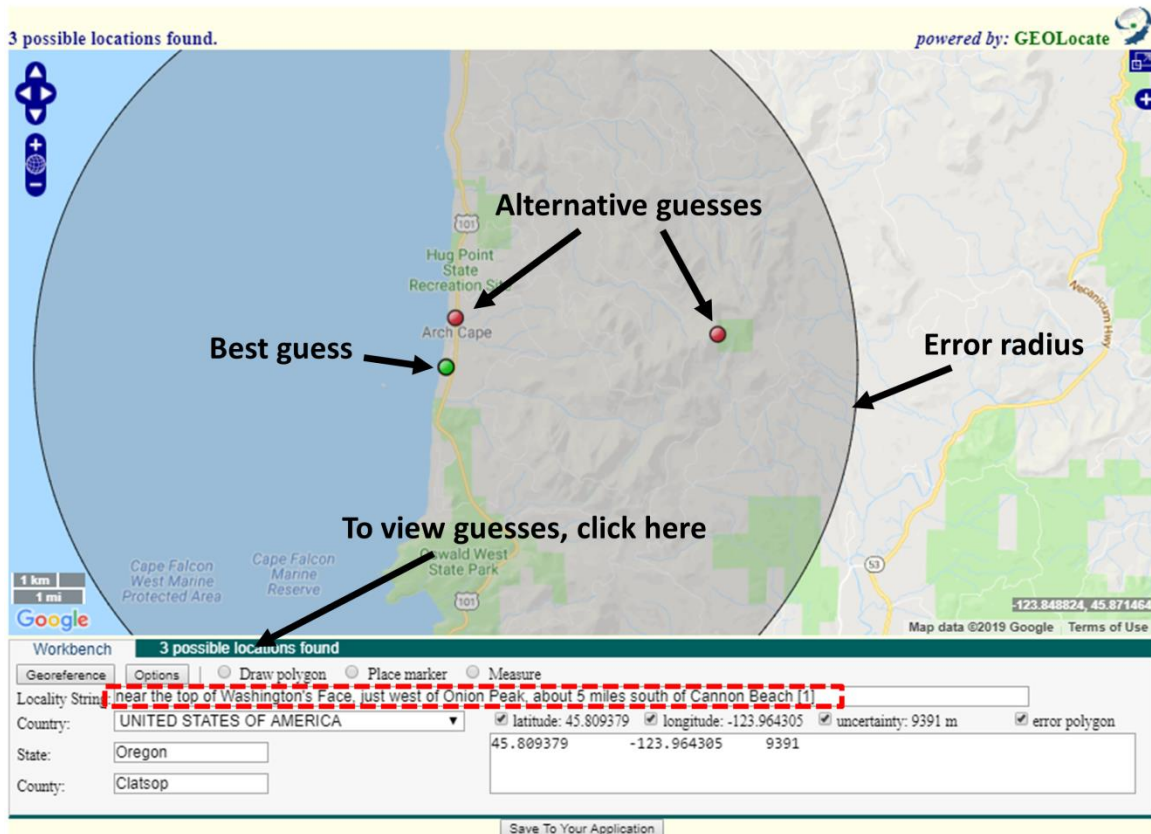 3 possible locations found.
powered by: GEOLocate
101
Alternative guesses
Hug Point
State
Recreation Site
Arch Cape
Best guess
Necanicum Hwy
Error radius
To view guesses, click here
Cape Falcon
West Marine
Protected Area
Cape Falcon
Marine
Reserve
Oswald West
State Park
53
101
1 km
1 mi
-123.848824, 45.871464
Google
Map data ©2019 Google Terms of Use
Workbench 3 possible locations found
Georeference Options | Draw polygon Place marker Measure
Locality String: near the top of Washington's Face, just west of Onion Peak, about 5 miles south of Cannon Beach [1]
Country: UNITED STATES OF AMERICA latitude: 45.809379 longitude: -123.964305 uncertainty: 9391 m error polygon
45.809379 -123.964305 9391
State: Oregon
County: Clatsop
Save To Your Application